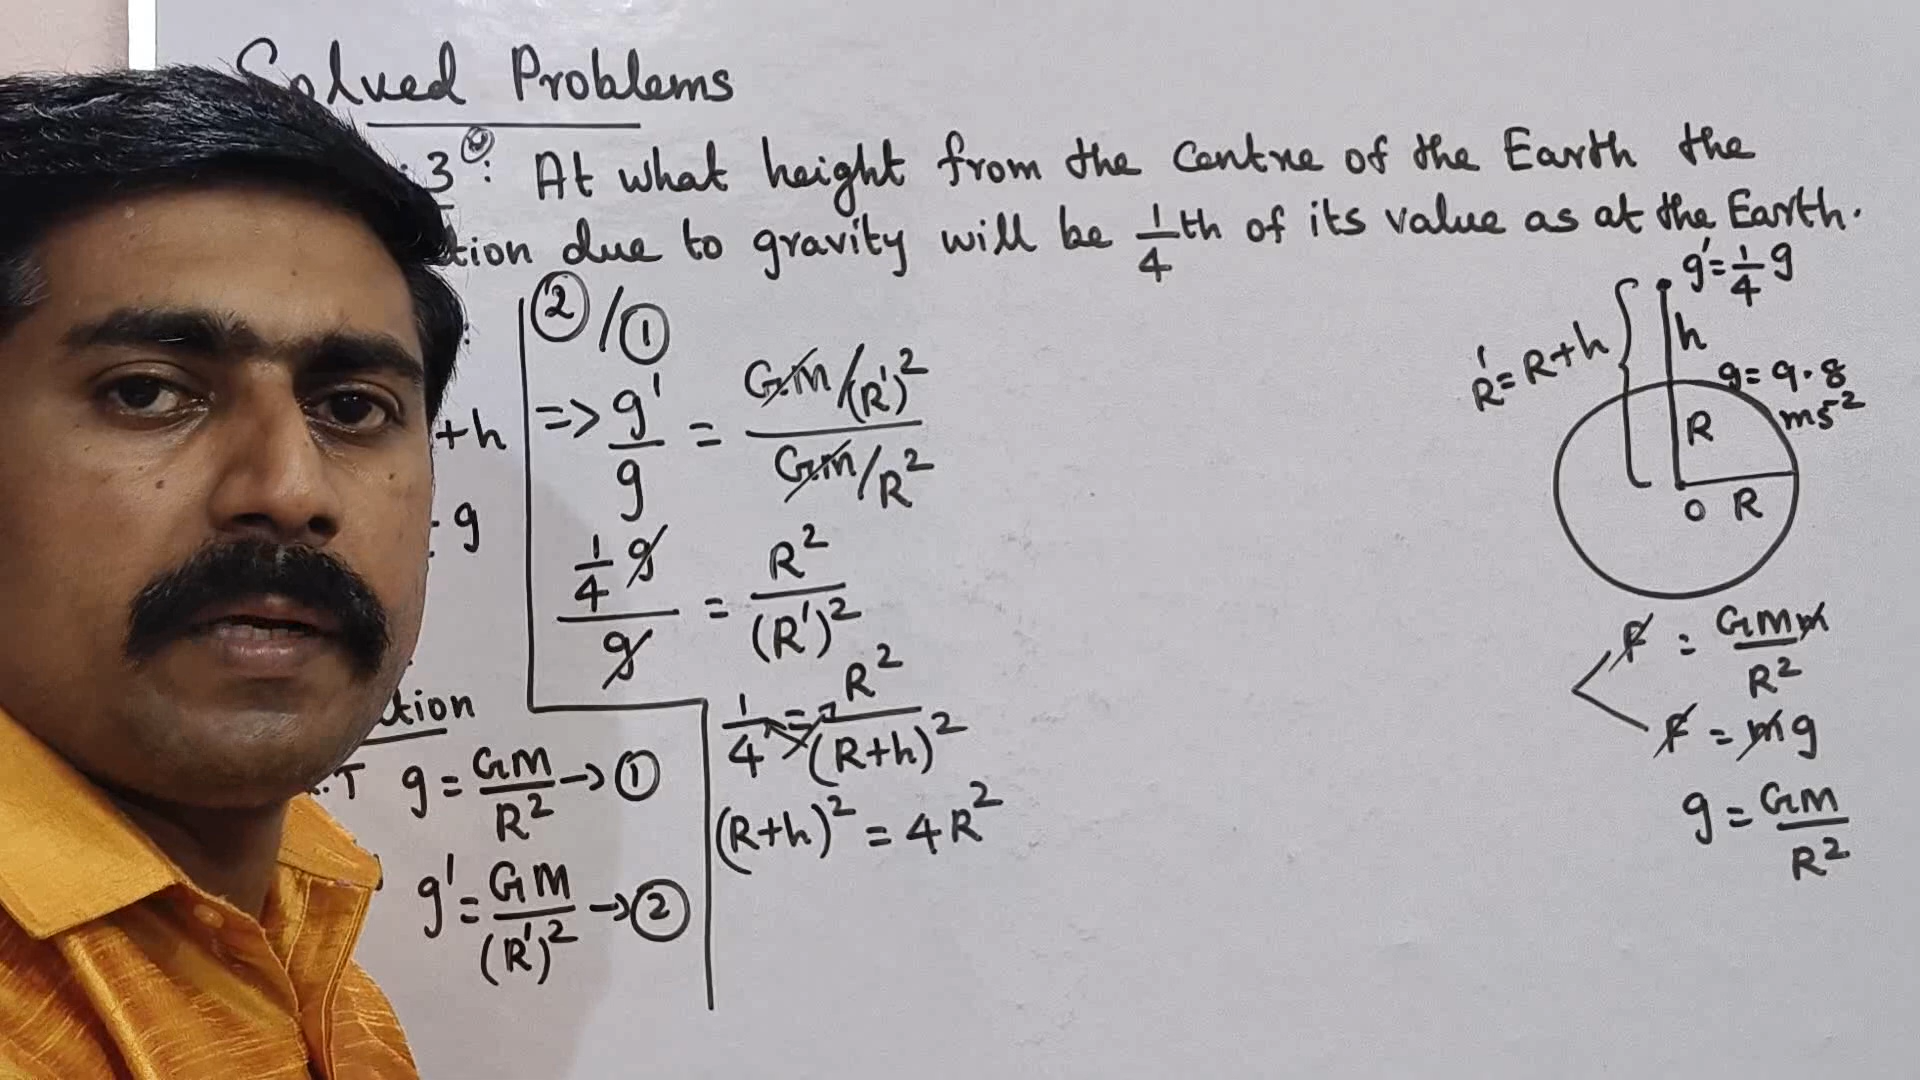 Solved Problems
3: At what height from the Centre of the Earth the
tion due to gravity will be 1/4 th of its value as at the Earth.
+h
g
tion
g = GM/R² → ①
g' = GM/(R')² → ②
② / ①
=> g'/g = GM/(R')² / GM/R²
1/4 g / g = R²/(R')²
1/4 = R²/(R+h)²
(R+h)² = 4R²
g' = 1/4 g
h
R' = R+h
g = 9.8
ms⁻²
R
O R
F = GMm/R²
F = mg
g = GM/R²